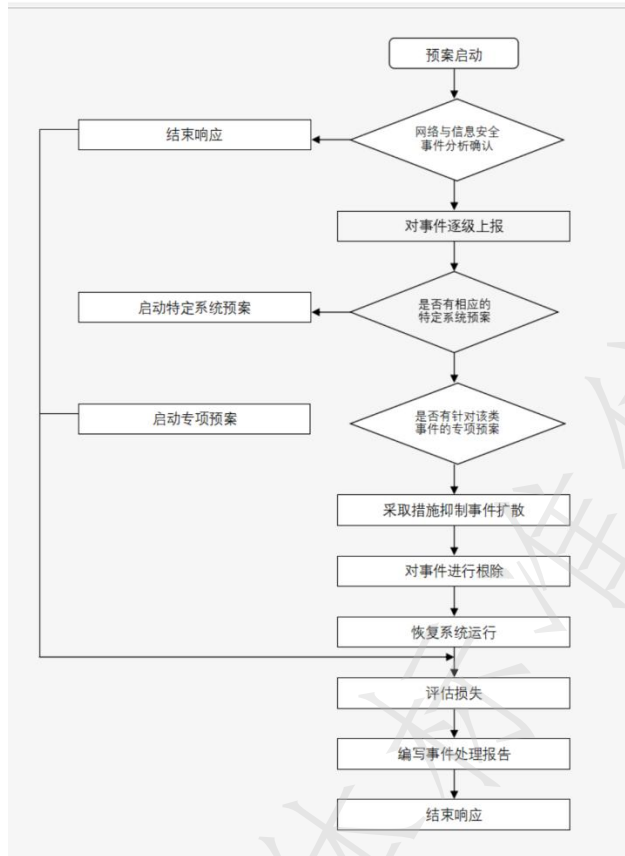 预案启动
网络与信息安全
事件分析确认
结束响应
对事件逐级上报
是否有相应的
特定系统预案
启动特定系统预案
是否有针对该类
事件的专项预案
启动专项预案
采取措施抑制事件扩散
对事件进行根除
恢复系统运行
评估损失
编写事件处理报告
结束响应